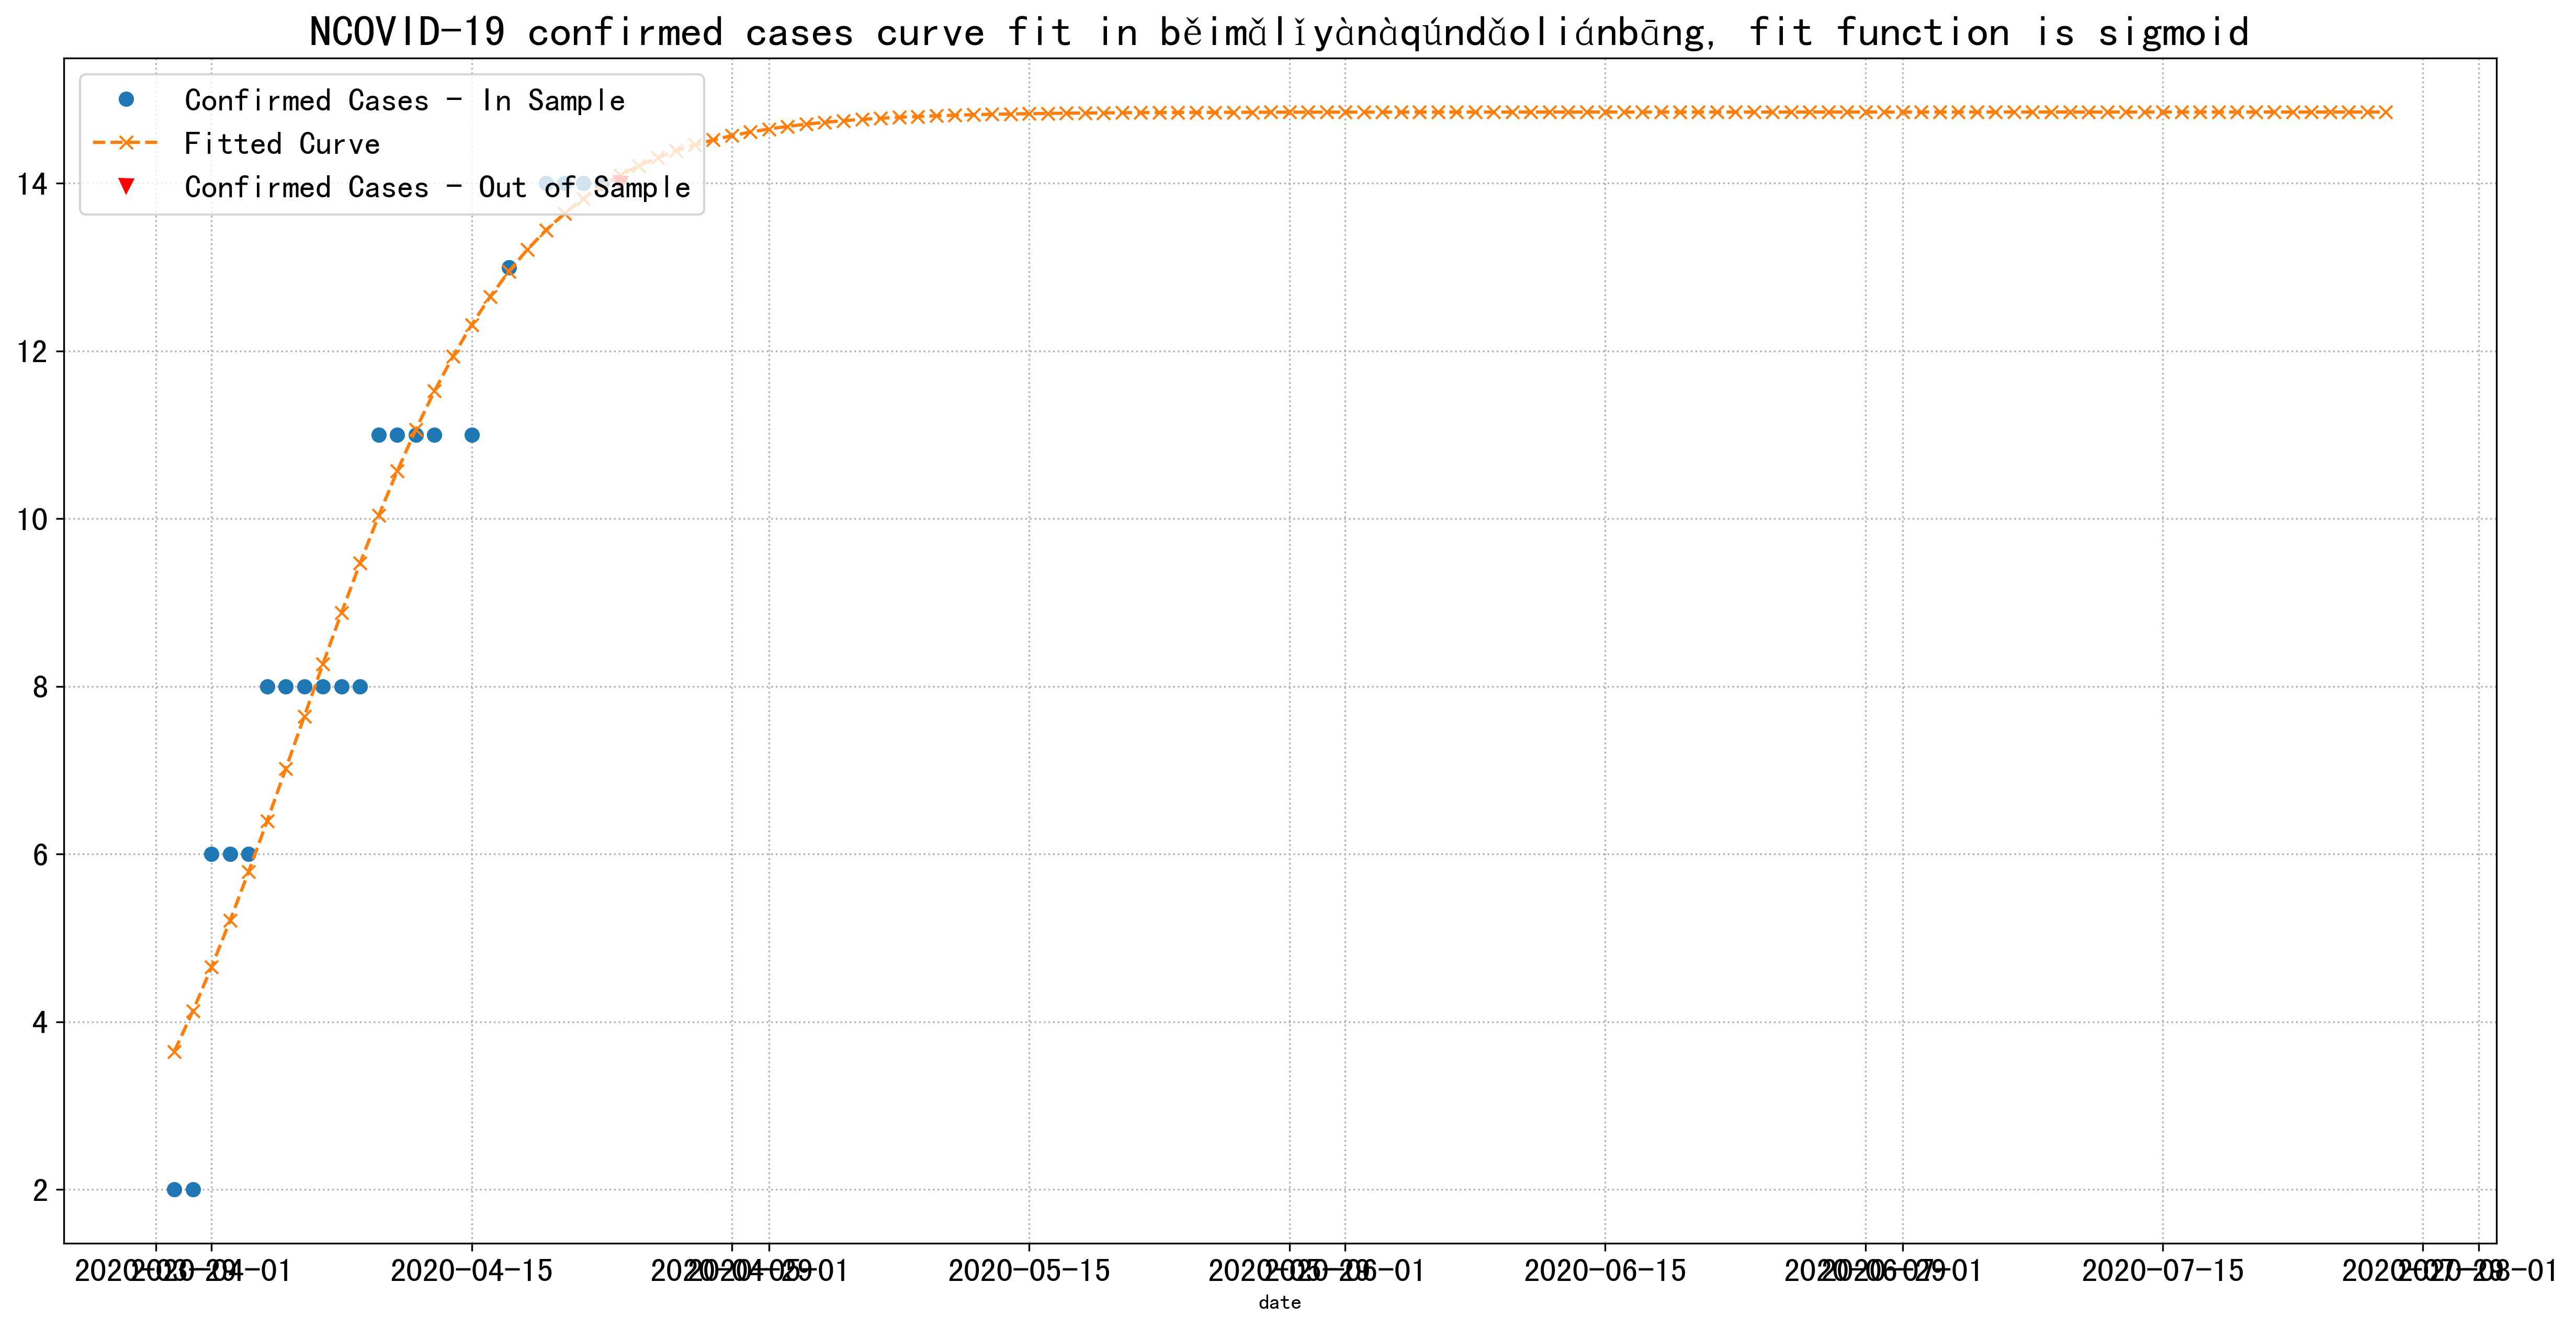 NCOVID-19 confirmed cases curve fit in běimǎlǐyànàqúndǎoliánbāng, fit function is sigmoid
Confirmed Cases - In Sample
Fitted Curve
Confirmed Cases - Out of Sample
14
12
10
8
6
4
2
2020-03-29 2020-04-01 2020-04-15 2020-04-29 2020-05-01 2020-05-15 2020-05-29 2020-06-01 2020-06-15 2020-06-29 2020-07-01 2020-07-15 2020-07-29 2020-08-01
date